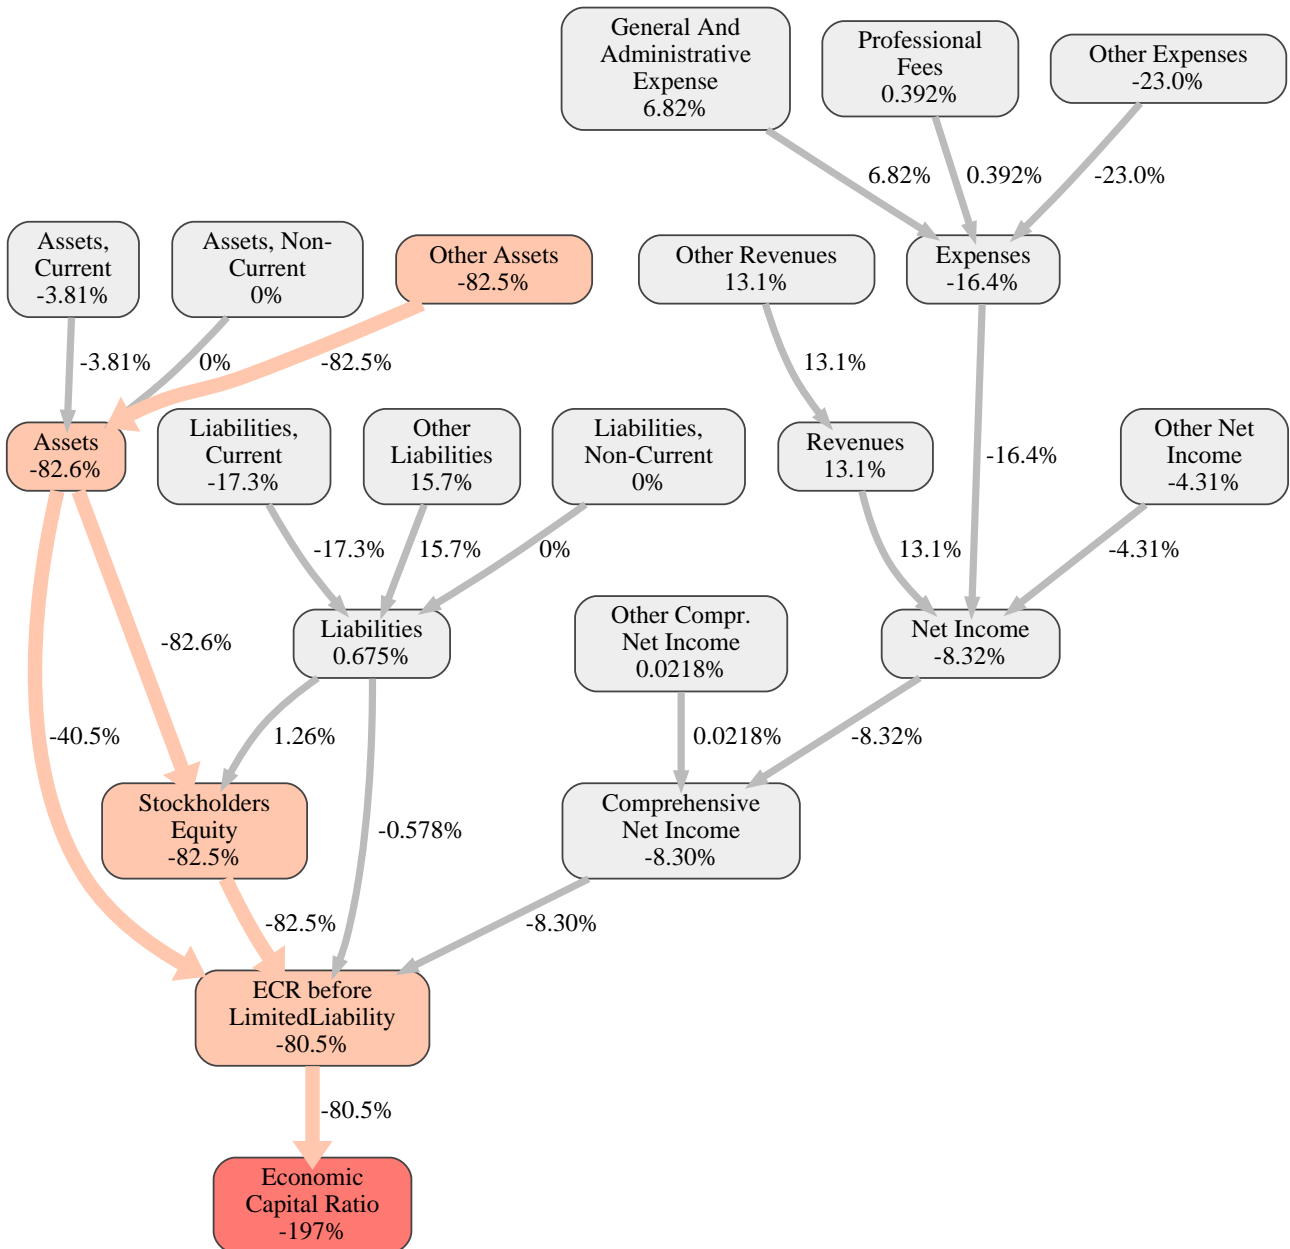 General And
Administrative
Expense
6.82%
Professional
Fees
0.392%
Other Expenses
-23.0%
6.82%
0.392%
-23.0%
Assets,
Current
-3.81%
Assets, Non-
Current
0%
Other Assets
-82.5%
Other Revenues
13.1%
Expenses
-16.4%
-3.81%
0%
-82.5%
13.1%
Assets
-82.6%
Liabilities,
Current
-17.3%
Other
Liabilities
15.7%
Liabilities,
Non-Current
0%
Revenues
13.1%
-16.4%
Other Net
Income
-4.31%
-17.3%
15.7%
0%
13.1%
-4.31%
Liabilities
0.675%
Other Compr.
Net Income
0.0218%
Net Income
-8.32%
-82.6%
-40.5%
1.26%
0.0218%
-8.32%
Stockholders
Equity
-82.5%
-0.578%
Comprehensive
Net Income
-8.30%
-82.5%
-8.30%
ECR before
LimitedLiability
-80.5%
-80.5%
Economic
Capital Ratio
-197%